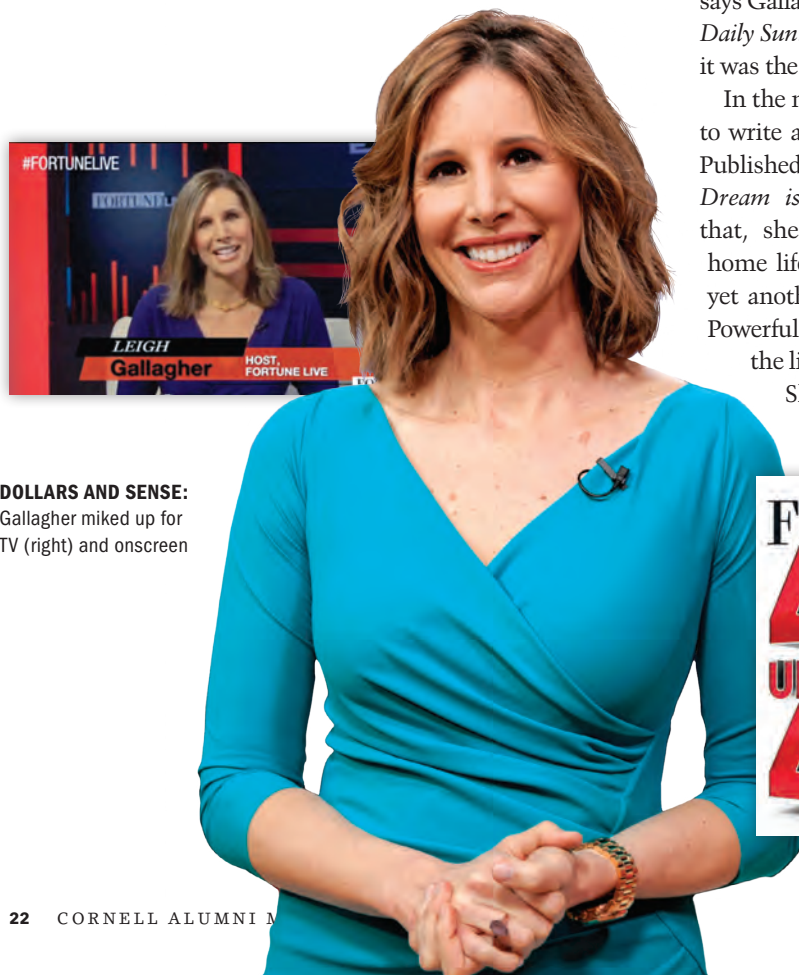 says Galla
Daily Sun
it was the
In the
to write a
Published
Dream is
that, she
home life
yet anoth
Powerful
the li
#FORTUNELIVE
FORTUNE
LEIGH
Gallagher
HOST,
FORTUNE LIVE
DOLLARS AND SENSE:
Gallagher miked up for
TV (right) and onscreen
F
22 CORNELL ALUMNI